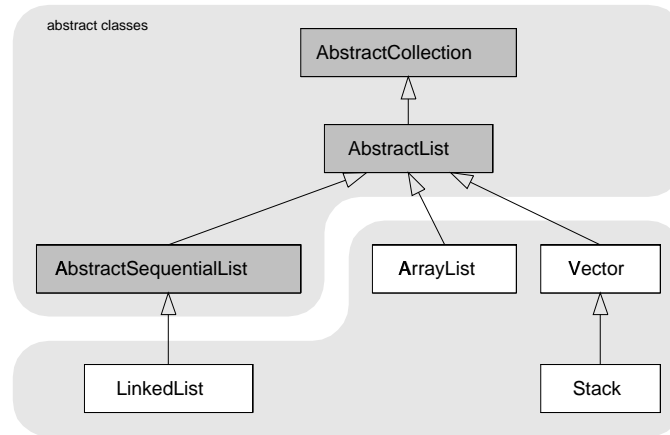 abstract classes
AbstractCollection
AbstractList
AbstractSequentialList
ArrayList
Vector
LinkedList
Stack